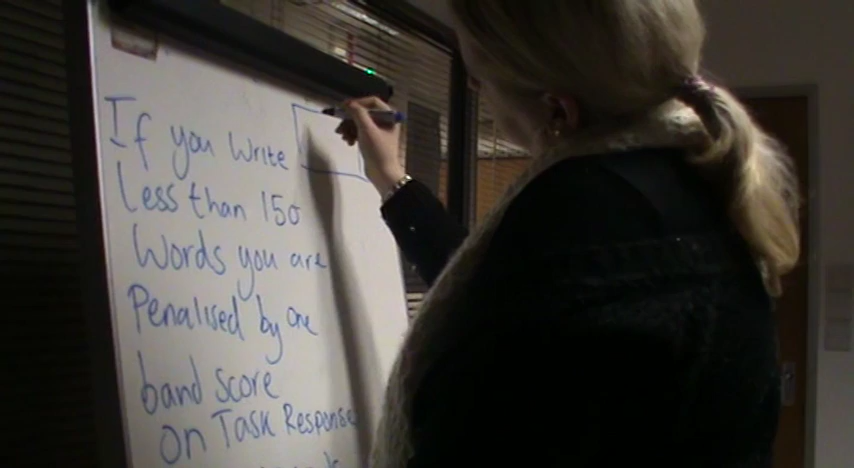 If you write
less than 150
words you are
Penalised by one
band score
on Task Response